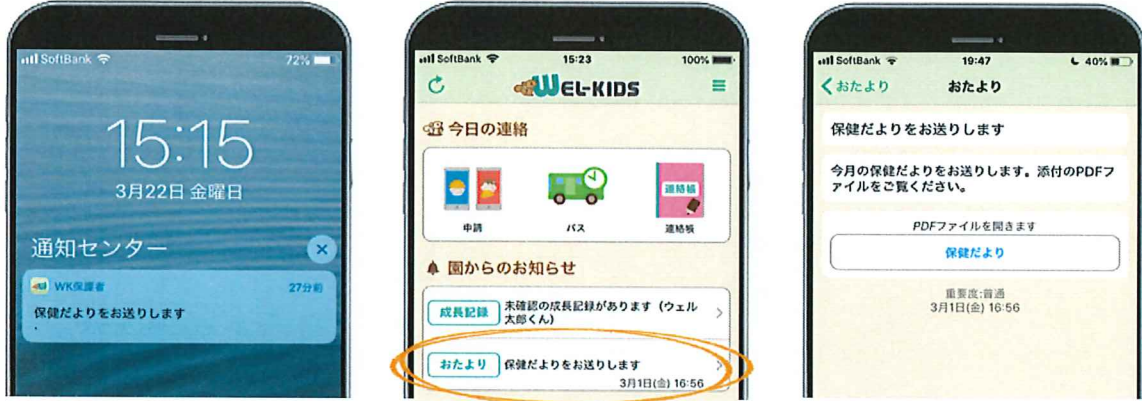 SoftBank 72%
15:15
3月22日 金曜日
通知センター
WK保護者 27分前
保健だよりをお送りします
SoftBank 15:23 100%
WEL-KIDS
今日の連絡
連絡帳
申請 バス 連絡帳
園からのお知らせ
成長記録 未確認の成長記録があります (ウェル
太郎くん)
おたより 保健だよりをお送りします
3月1日(金) 16:56
SoftBank 19:47 40%
おたより おたより
保健だよりをお送りします
今月の保健だよりをお送りします。添付のPDFフ
ァイルをご覧ください。
PDFファイルを開きます
保健だより
重要度:普通
3月1日(金) 16:56